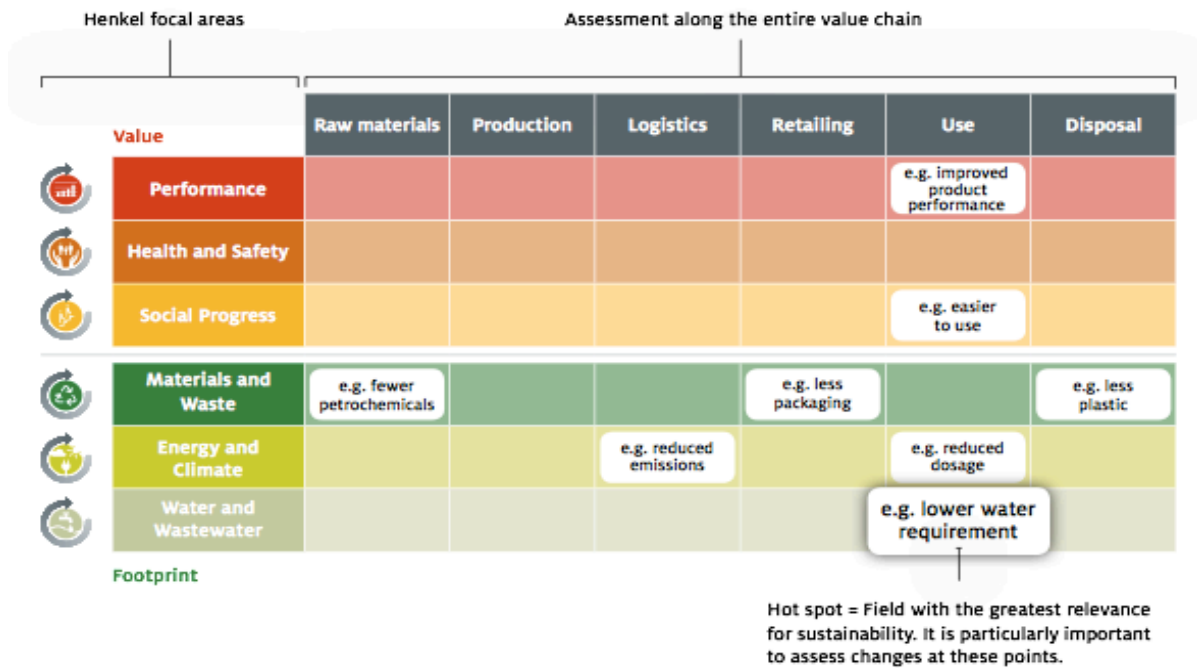 Henkel focal areas
Assessment along the entire value chain
Value
Raw materials
Production
Logistics
Retailing
Use
Disposal
Performance
e.g. improved
product
performance
Health and Safety
Social Progress
e.g. easier
to use
Materials and
Waste
e.g. fewer
petrochemicals
e.g. less
packaging
e.g. less
plastic
Energy and
Climate
e.g. reduced
emissions
e.g. reduced
dosage
Water and
Wastewater
e.g. lower water
requirement
Footprint
Hot spot = Field with the greatest relevance
for sustainability. It is particularly important
to assess changes at these points.